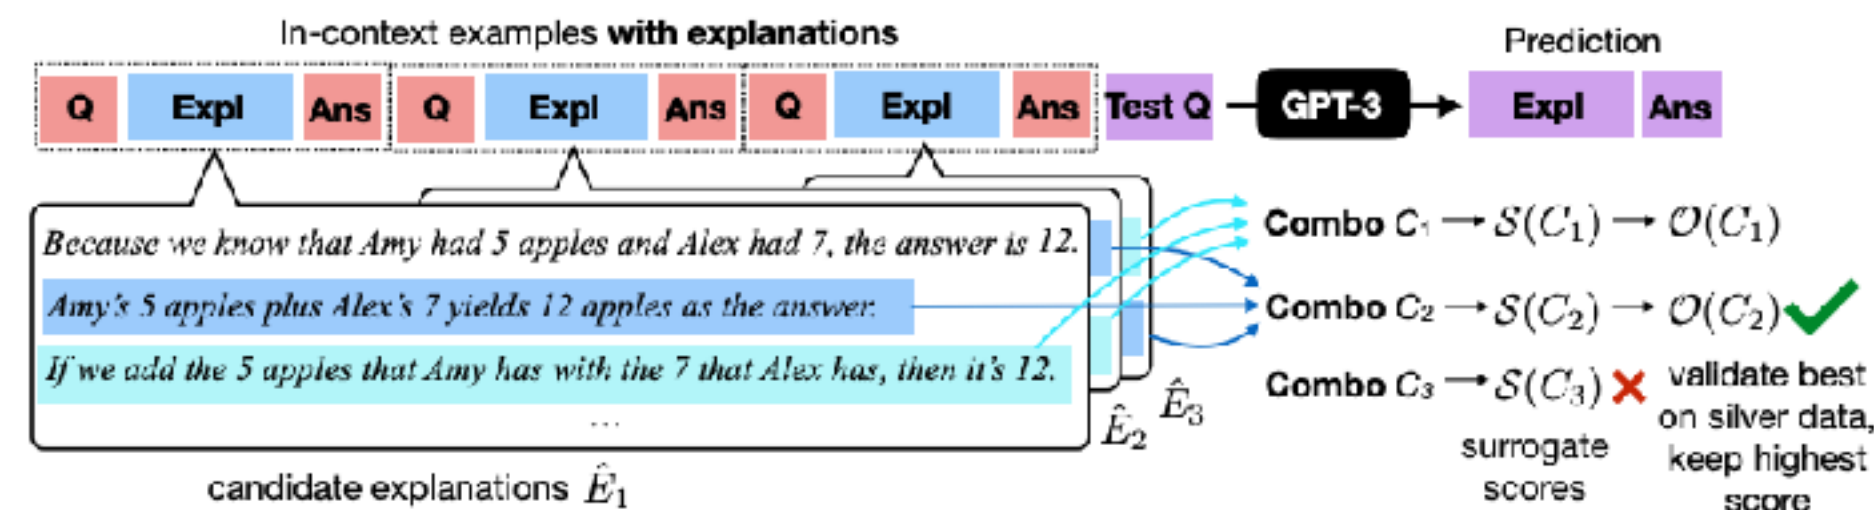 In-context examples with explanations
Prediction
Q Expl Ans Q Expl Ans Q Expl Ans Test Q GPT-3 Expl Ans
Because we know that Amy had 5 apples and Alex had 7, the answer is 12.
Amy's 5 apples plus Alex's 7 yields 12 apples as the answer.
If we add the 5 apples that Amy has with the 7 that Alex has, then it's 12.
...
candidate explanations Ê₁
Ê₂
Ê₃
Combo C₁ → S(C₁) → O(C₁)
Combo C₂ → S(C₂) → O(C₂) ✓
Combo C₃ → S(C₃) ✗
surrogate
scores
validate best
on silver data,
keep highest
score